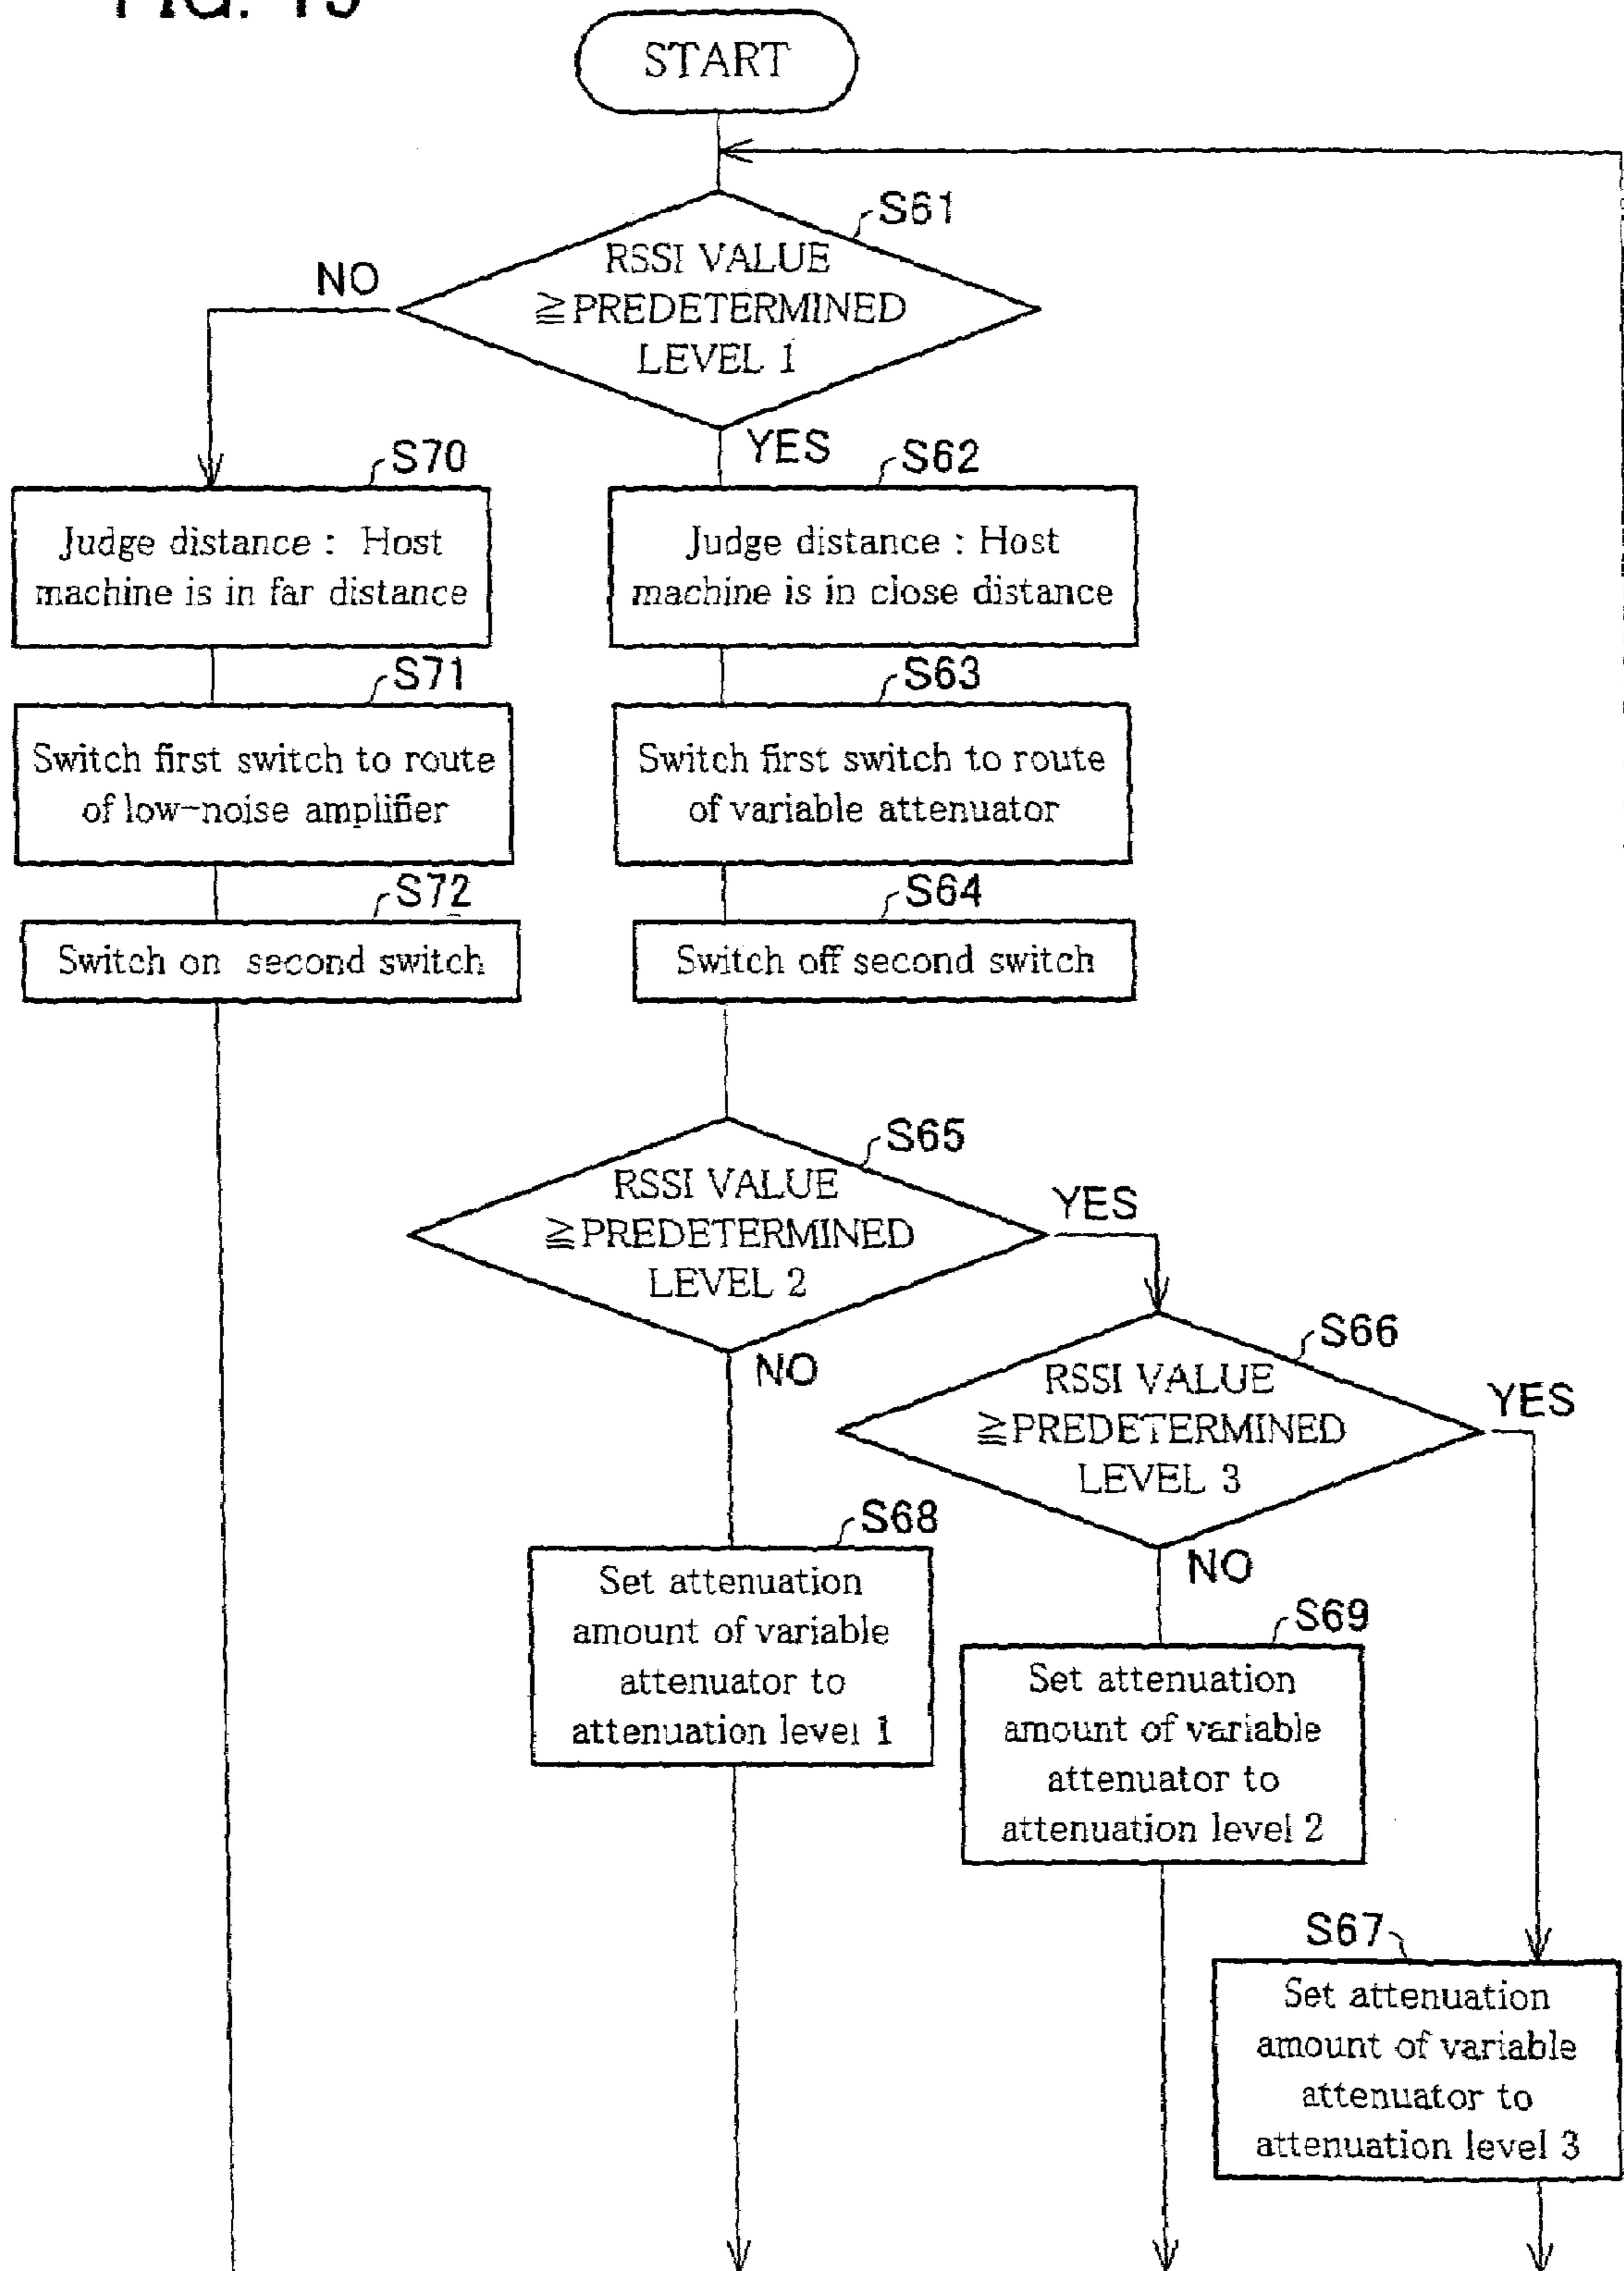 START
S61
RSSI VALUE
≧PREDETERMINED
LEVEL 1
NO
YES
S70
Judge distance : Host
machine is in far distance
S62
Judge distance : Host
machine is in close distance
S71
Switch first switch to route
of low-noise amplifier
S63
Switch first switch to route
of variable attenuator
S72
Switch on second switch
S64
Switch off second switch
S65
RSSI VALUE
≧PREDETERMINED
LEVEL 2
YES
NO
S66
RSSI VALUE
≧PREDETERMINED
LEVEL 3
YES
NO
S68
Set attenuation
amount of variable
attenuator to
attenuation level 1
S69
Set attenuation
amount of variable
attenuator to
attenuation level 2
S67
Set attenuation
amount of variable
attenuator to
attenuation level 3